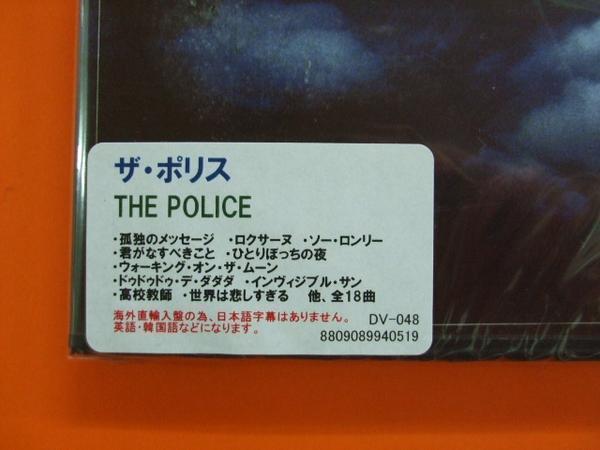 ザ・ポリス
THE POLICE
・孤独のメッセージ ・ロクサーヌ ・ソー・ロンリー
・君がなすべきこと ・ひとりぼっちの夜
・ウォーキング・オン・ザ・ムーン
・ドゥドゥドゥ・デ・ダダダ ・インヴィジブル・サン
・高校教師 ・世界は悲しすぎる 他、全18曲
海外直輸入盤の為、日本語字幕はありません。 DV-048
英語・韓国語などになります。 8809089940519